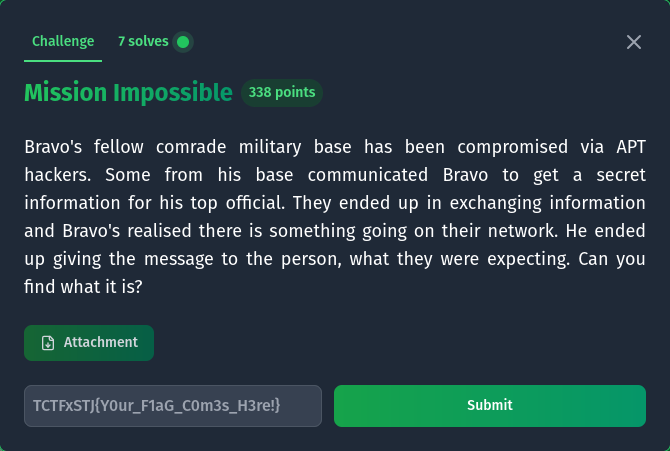 Challenge 7 solves
Mission Impossible 338 points
Bravo's fellow comrade military base has been compromised via APT
hackers. Some from his base communicated Bravo to get a secret
information for his top official. They ended up in exchanging information
and Bravo's realised there is something going on their network. He ended
up giving the message to the person, what they were expecting. Can you
find what it is?
Attachment
TCTFxSTJ{Y0ur_F1aG_C0m3s_H3re!} Submit